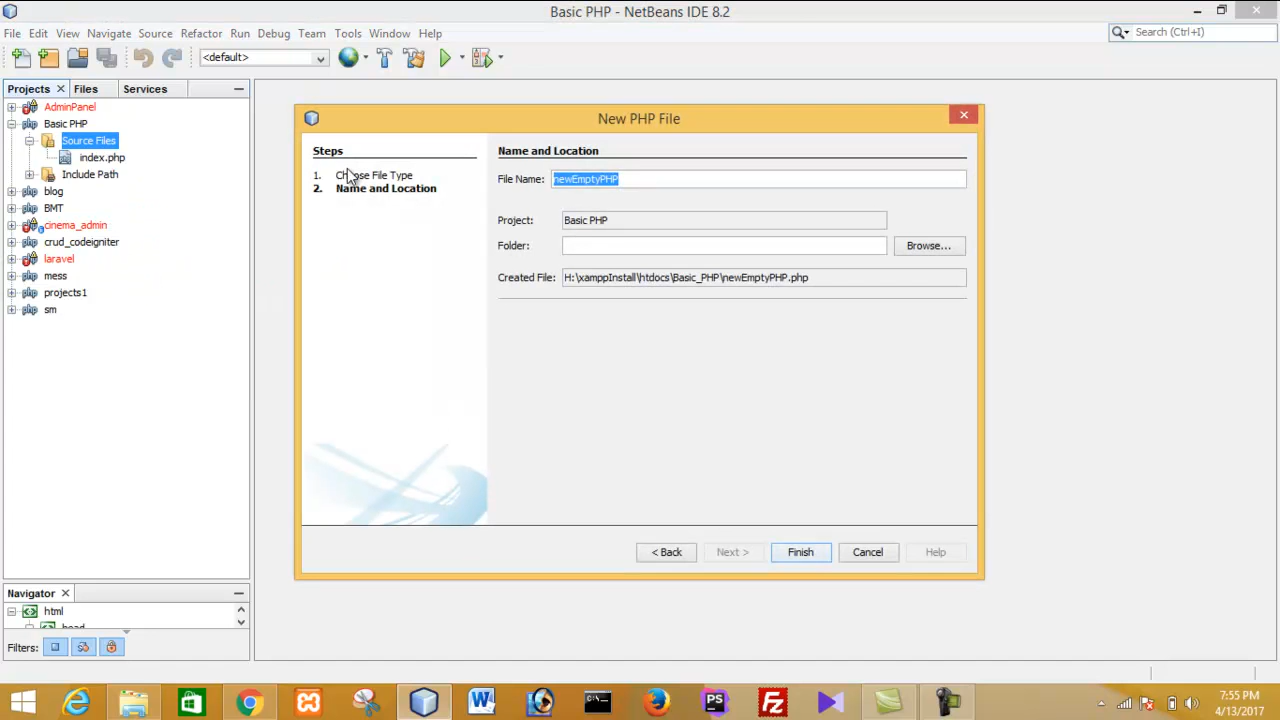 Basic PHP - NetBeans IDE 8.2
File Edit View Navigate Source Refactor Run Debug Team Tools Window Help
Search (Ctrl+I)
<default>
Projects Files Services
AdminPanel
Basic PHP
Source Files
index.php
Include Path
blog
BMT
cinema_admin
crud_codeigniter
laravel
mess
projects1
sm
New PHP File
Steps
1. Choose File Type
2. Name and Location
Name and Location
File Name: newEmptyPHP
Project: Basic PHP
Folder:
Browse...
Created File: H:\xamppInstall\htdocs\Basic_PHP\newEmptyPHP.php
< Back Next > Finish Cancel Help
Navigator
html
head
Filters:
7:55 PM
4/13/2017